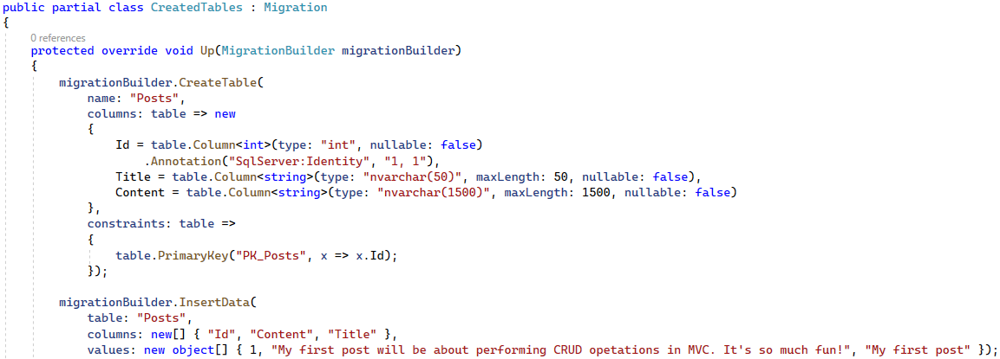 public partial class CreatedTables : Migration
{
0 references
protected override void Up(MigrationBuilder migrationBuilder)
{
migrationBuilder.CreateTable(
name: "Posts",
columns: table => new
{
Id = table.Column<int>(type: "int", nullable: false)
.Annotation("SqlServer:Identity", "1, 1"),
Title = table.Column<string>(type: "nvarchar(50)", maxLength: 50, nullable: false),
Content = table.Column<string>(type: "nvarchar(1500)", maxLength: 1500, nullable: false)
},
constraints: table =>
{
table.PrimaryKey("PK_Posts", x => x.Id);
});
migrationBuilder.InsertData(
table: "Posts",
columns: new[] { "Id", "Content", "Title" },
values: new object[] { 1, "My first post will be about performing CRUD opetations in MVC. It's so much fun!", "My first post" });